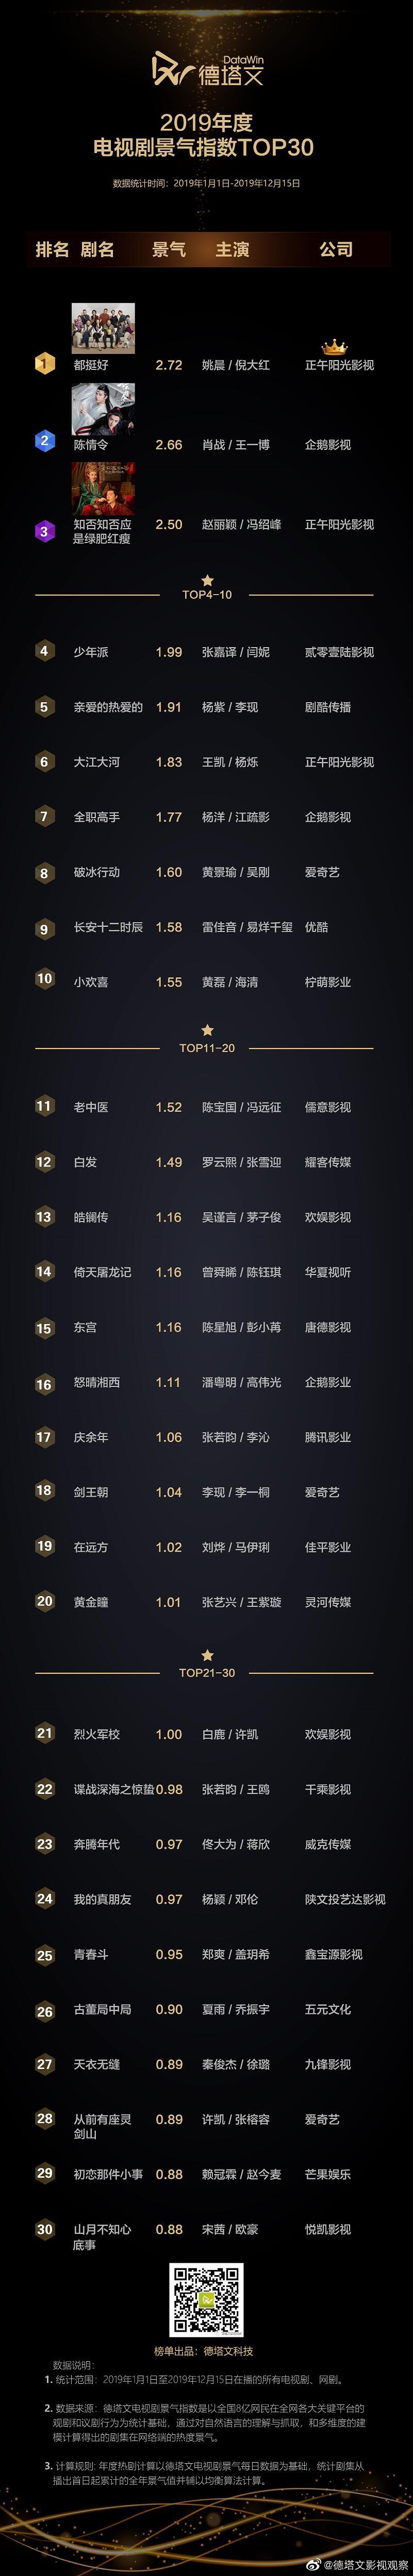 DataWin
德塔文
2019年度
电视剧景气指数TOP30
数据统计时间：2019年1月1日-2019年12月15日
排名 剧名 景气 主演 公司
1 都挺好 2.72 姚晨 / 倪大红 正午阳光影视
2 陈情令 2.66 肖战 / 王一博 企鹅影视
3 知否知否应 2.50 赵丽颖 / 冯绍峰 正午阳光影视
是绿肥红瘦
TOP4-10
4 少年派 1.99 张嘉译 / 闫妮 贰零壹陆影视
5 亲爱的热爱的 1.91 杨紫 / 李现 剧酷传播
6 大江大河 1.83 王凯 / 杨烁 正午阳光影视
7 全职高手 1.77 杨洋 / 江疏影 企鹅影视
8 破冰行动 1.60 黄景瑜 / 吴刚 爱奇艺
9 长安十二时辰 1.58 雷佳音 / 易烊千玺 优酷
10 小欢喜 1.55 黄磊 / 海清 柠萌影业
TOP11-20
11 老中医 1.52 陈宝国 / 冯远征 儒意影视
12 白发 1.49 罗云熙 / 张雪迎 耀客传媒
13 皓镧传 1.16 吴谨言 / 茅子俊 欢娱影视
14 倚天屠龙记 1.16 曾舜晞 / 陈钰琪 华夏视听
15 东宫 1.16 陈星旭 / 彭小苒 唐德影视
16 怒晴湘西 1.11 潘粤明 / 高伟光 企鹅影业
17 庆余年 1.06 张若昀 / 李沁 腾讯影业
18 剑王朝 1.04 李现 / 李一桐 爱奇艺
19 在远方 1.02 刘烨 / 马伊琍 佳平影业
20 黄金瞳 1.01 张艺兴 / 王紫璇 灵河传媒
TOP21-30
21 烈火军校 1.00 白鹿 / 许凯 欢娱影视
22 谍战深海之惊蛰 0.98 张若昀 / 王鸥 千乘影视
23 奔腾年代 0.97 佟大为 / 蒋欣 威克传媒
24 我的真朋友 0.97 杨颖 / 邓伦 陕文投艺达影视
25 青春斗 0.95 郑爽 / 盖玥希 鑫宝源影视
26 古董局中局 0.90 夏雨 / 乔振宇 五元文化
27 天衣无缝 0.89 秦俊杰 / 徐璐 九锋影视
28 从前有座灵 0.89 许凯 / 张榕容 爱奇艺
剑山
29 初恋那件小事 0.88 赖冠霖 / 赵今麦 芒果娱乐
30 山月不知心 0.88 宋茜 / 欧豪 悦凯影视
底事
榜单出品：德塔文科技
数据说明：
1. 统计范围：2019年1月1日至2019年12月15日在播的所有电视剧、网剧。
2. 数据来源：德塔文电视剧景气指数是以全国8亿网民在全网各大关键平台的
观剧和议剧行为为统计基础，通过对自然语言的理解与抓取，和多维度的建
模计算得出的剧集在网络端的热度景气。
3. 计算规则：年度热剧计算以德塔文电视剧景气每日数据为基础，统计剧集从
播出首日起累计的全年景气值并辅以均衡算法计算。
@德塔文影视观察